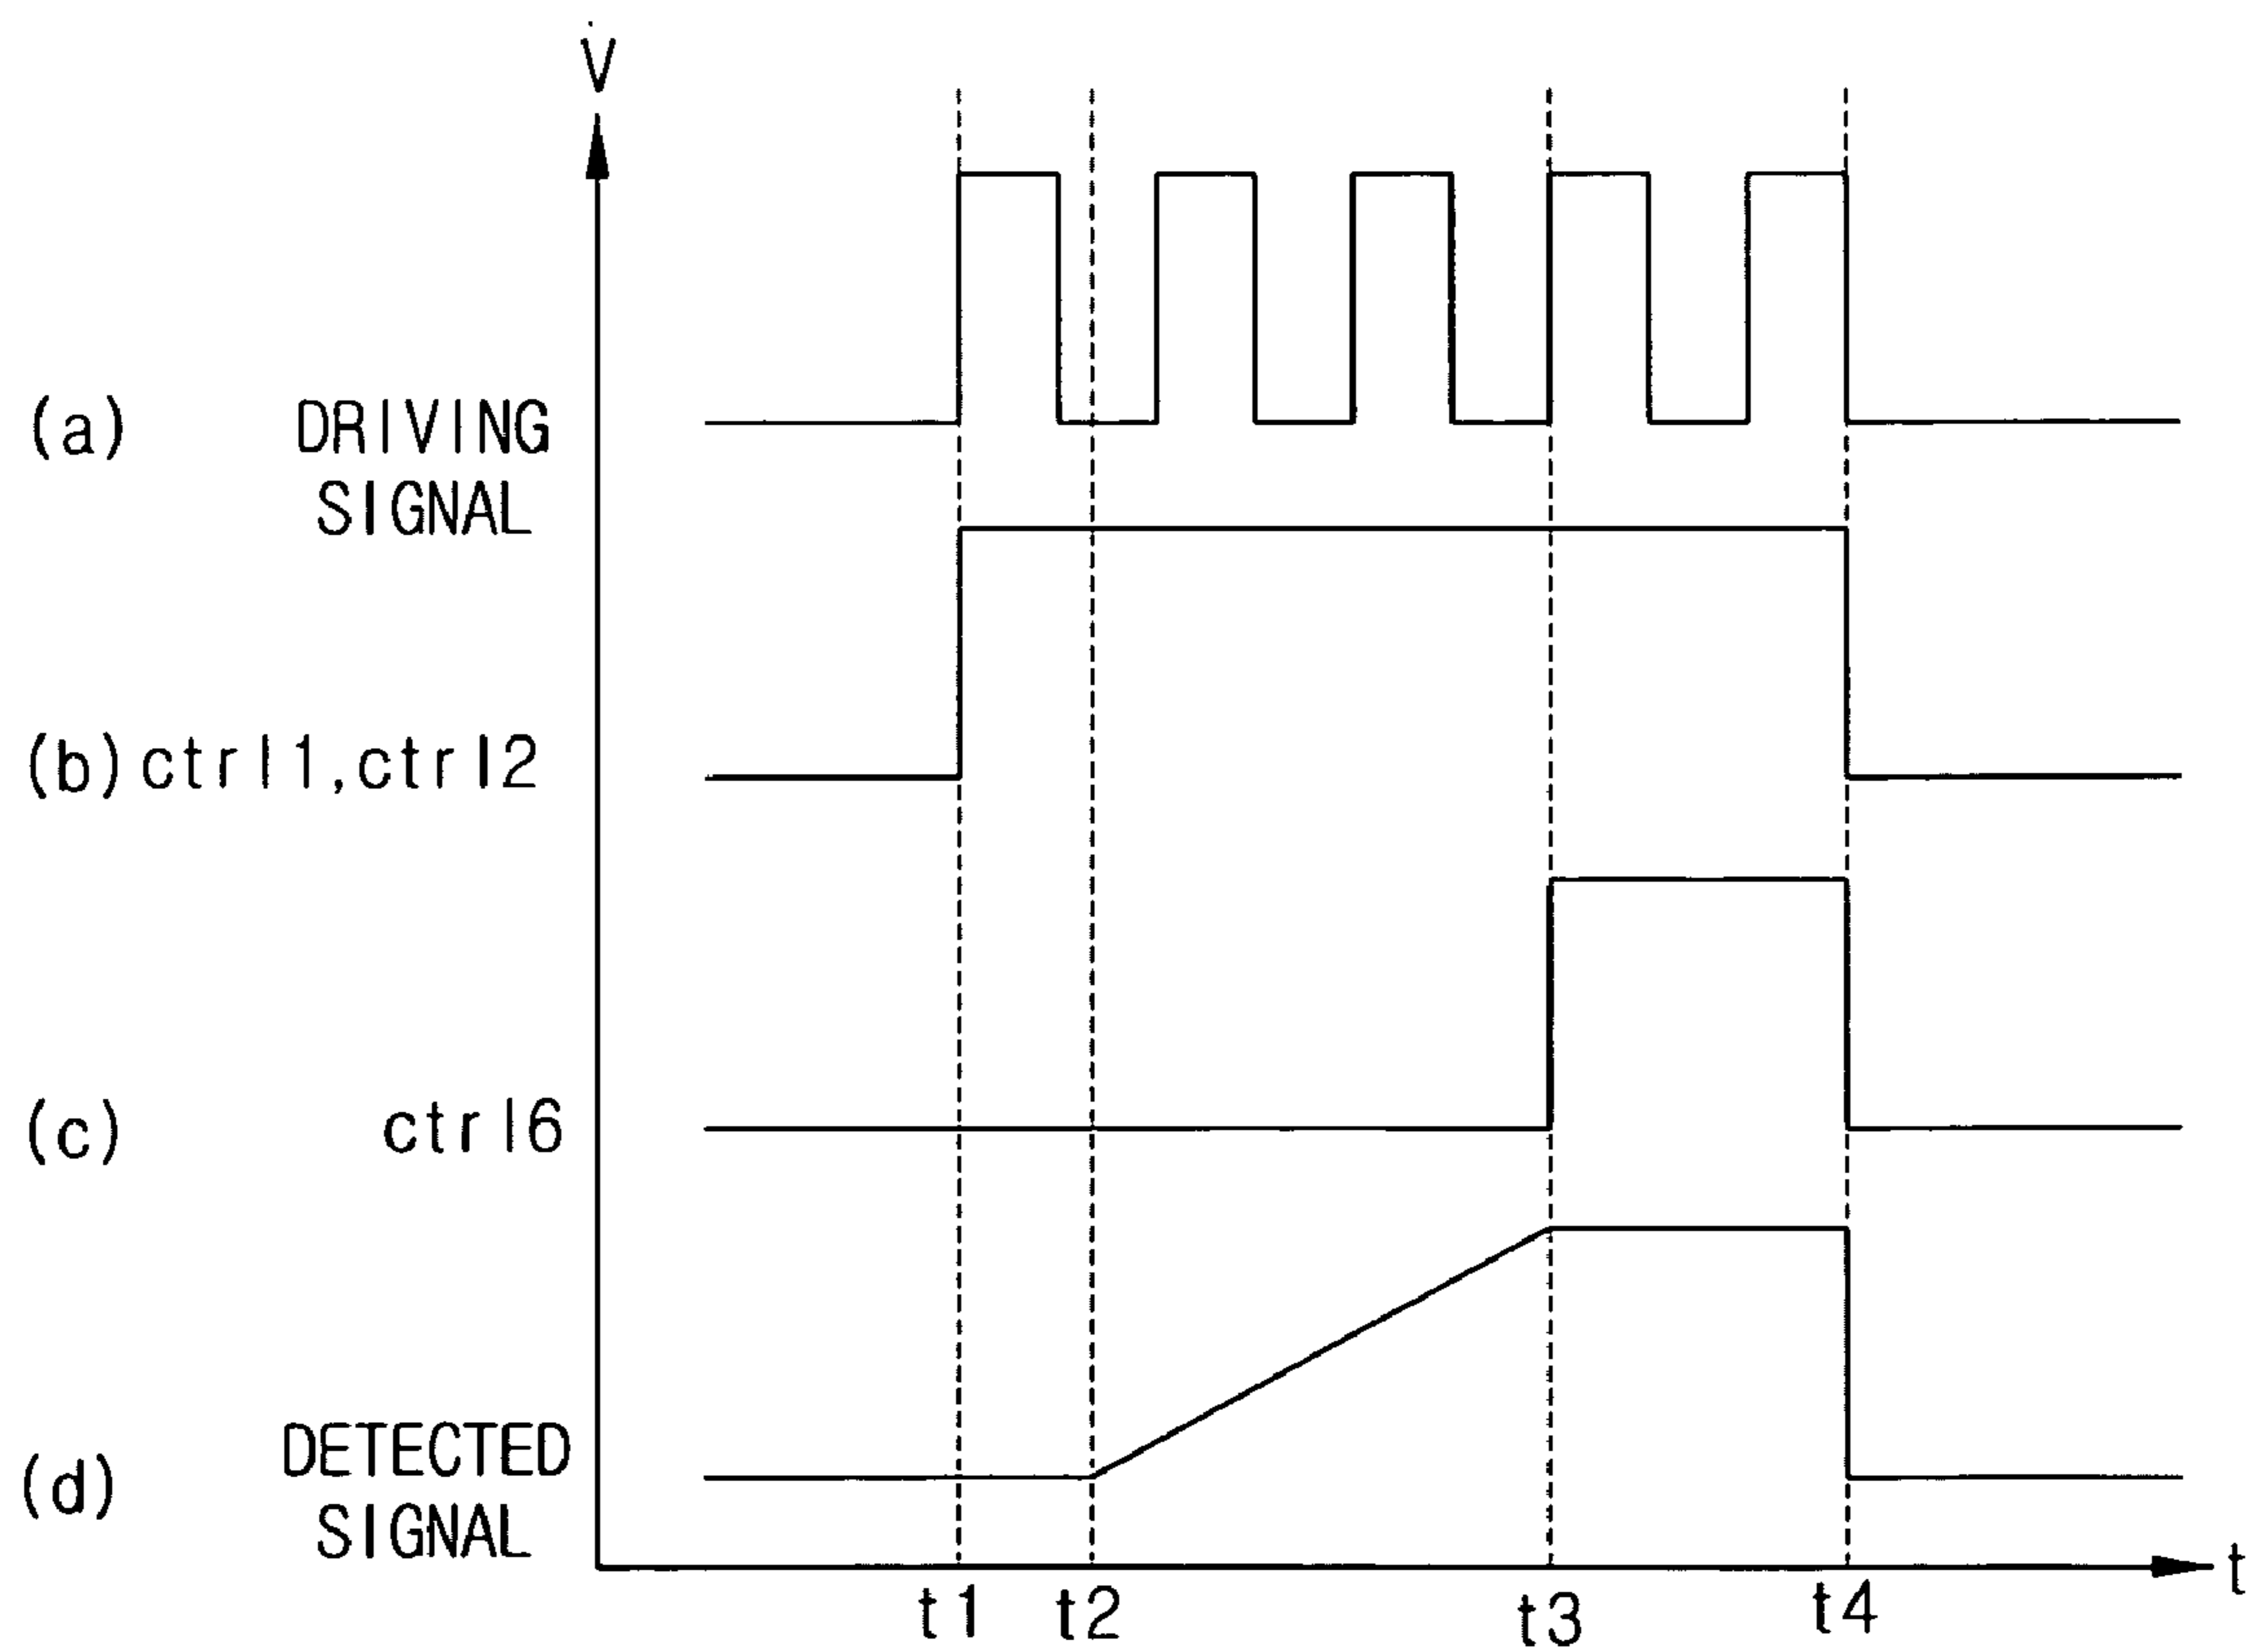 V
(a) DRIVING
SIGNAL
(b) ctrl1,ctrl2
(c) ctrl6
(d) DETECTED
SIGNAL
t
t1 t2 t3 t4